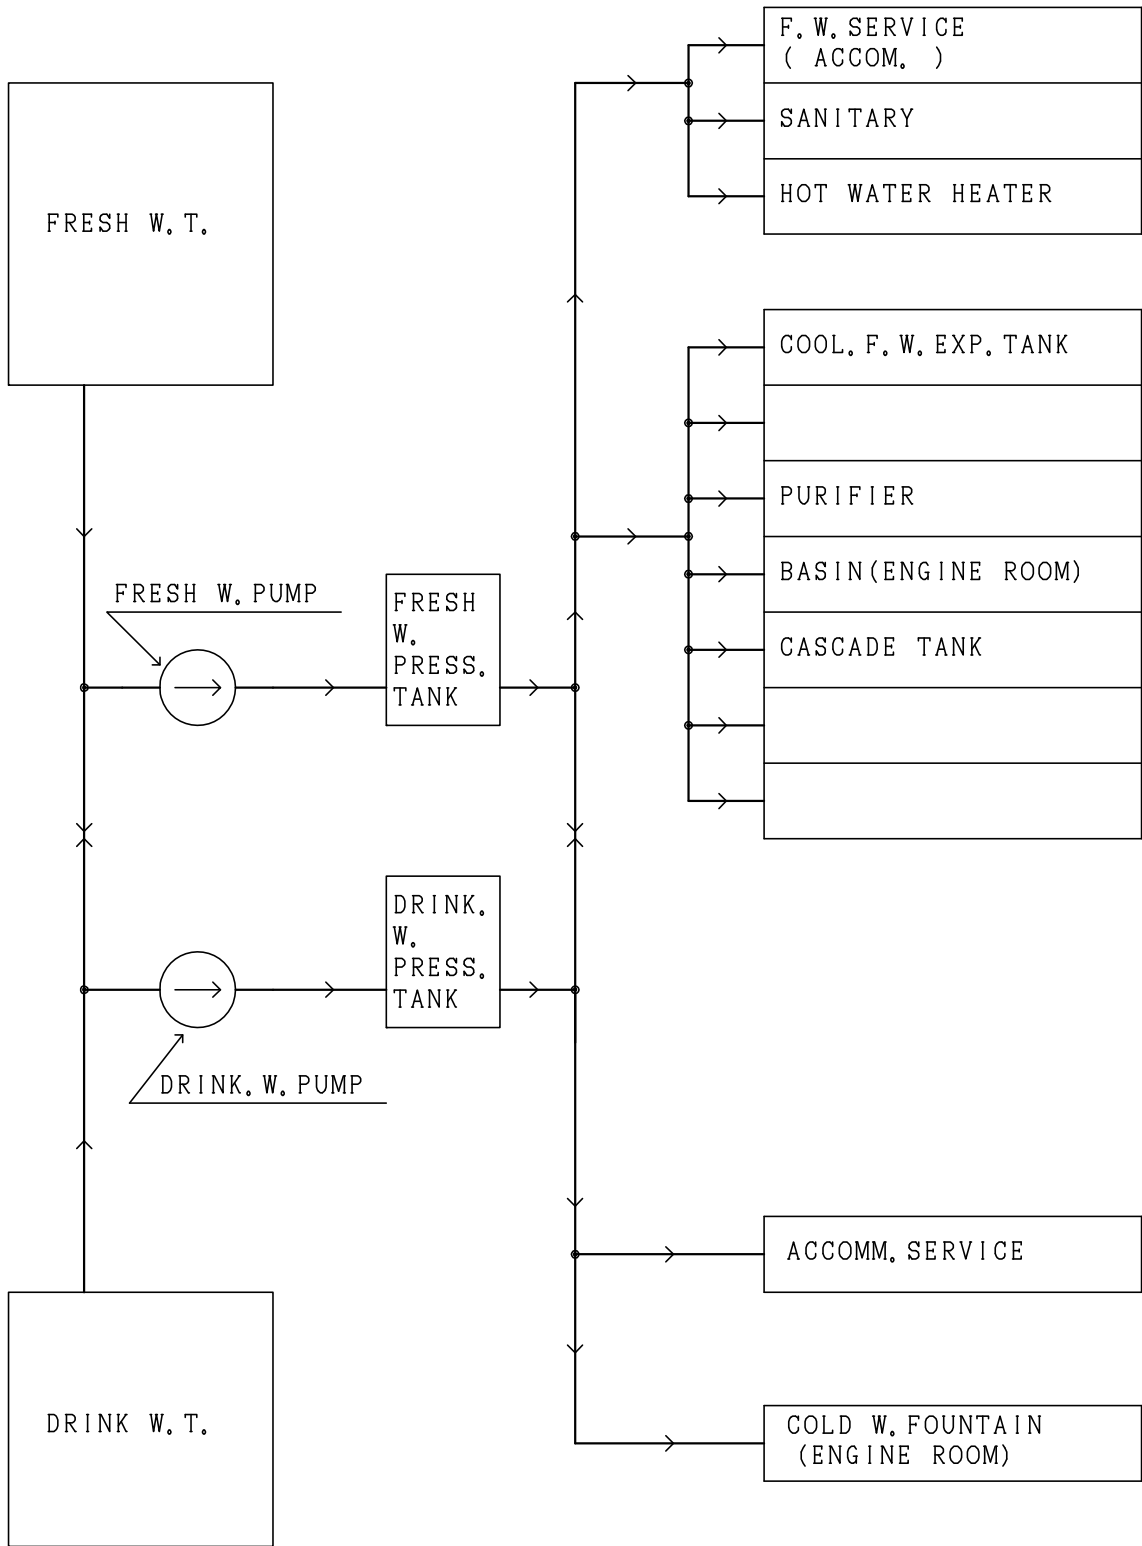 F.W.SERVICE
( ACCOM. )
SANITARY
HOT WATER HEATER
FRESH W.T.
COOL.F.W.EXP.TANK
PURIFIER
BASIN(ENGINE ROOM)
CASCADE TANK
FRESH W.PUMP
FRESH
W.
PRESS.
TANK
DRINK.
W.
PRESS.
TANK
DRINK.W.PUMP
ACCOMM.SERVICE
DRINK W.T.
COLD W.FOUNTAIN
(ENGINE ROOM)